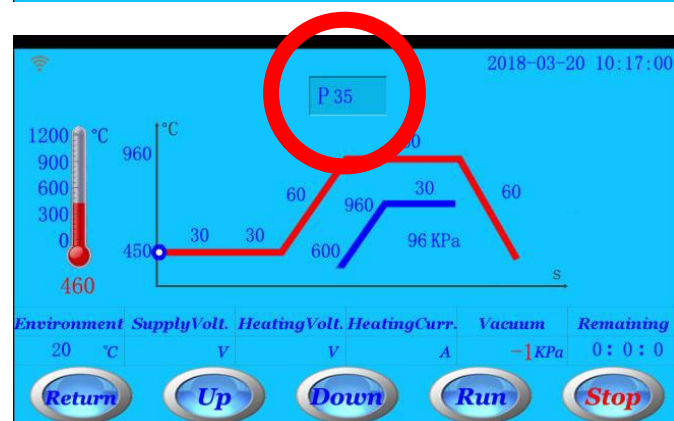 2018-03-20 10:17:00
P 35
1200 °C
900
600
300
0
460
°C
960
450
30
30
60
60
960
30
600
96 KPa
s
Environment SupplyVolt. HeatingVolt. HeatingCurr. Vacuum Remaining
20 °C V V A -1KPa 0: 0: 0
Return Up Down Run Stop